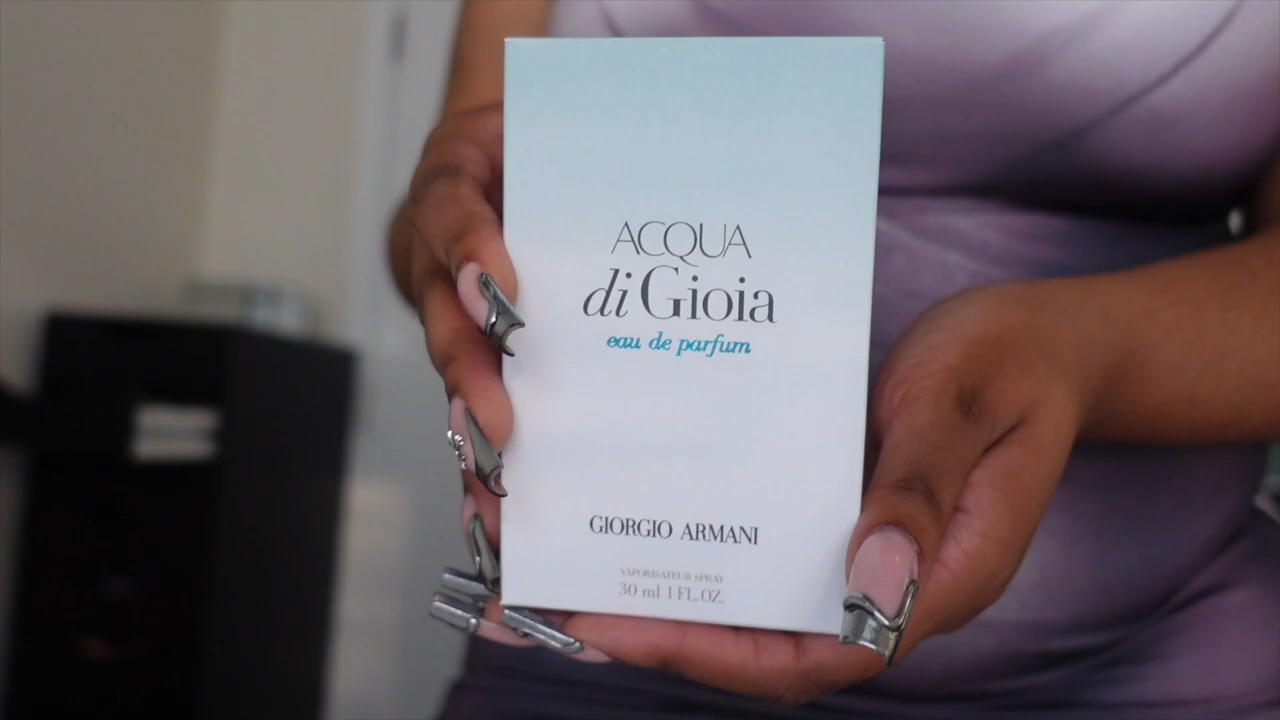 ACQUA
di Gioia
eau de parfum
GIORGIO ARMANI
VAPORISATEUR SPRAY
30 ml 1 FL.OZ.